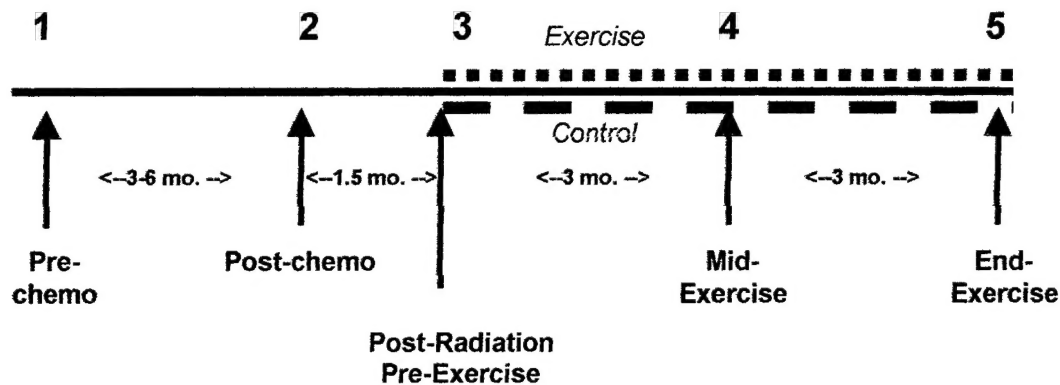 1 2 3 Exercise 4 5
Control
<--3-6 mo. --> <--1.5 mo. --> <--3 mo. --> <--3 mo. -->
Pre-
chemo
Post-chemo
Post-Radiation
Pre-Exercise
Mid-
Exercise
End-
Exercise